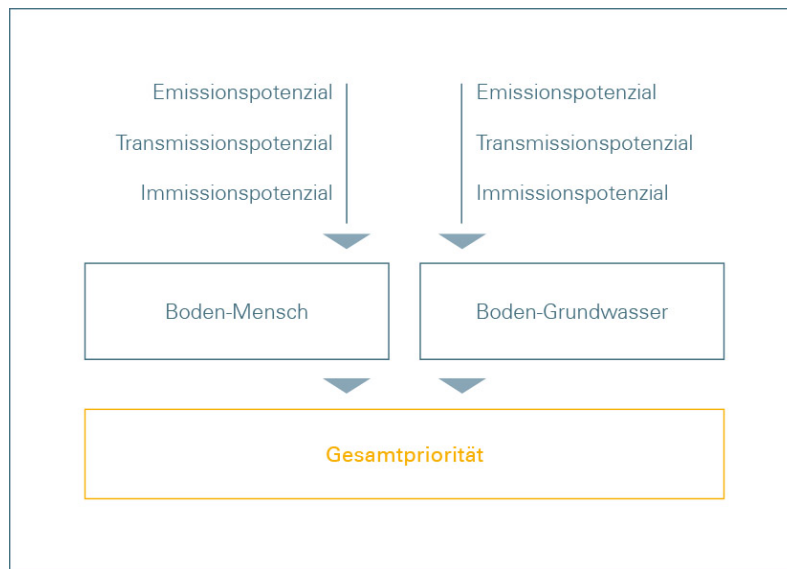 Emissionspotenzial
Transmissionspotenzial
Immissionspotenzial
Emissionspotenzial
Transmissionspotenzial
Immissionspotenzial
Boden-Mensch
Boden-Grundwasser
Gesamtpriorität